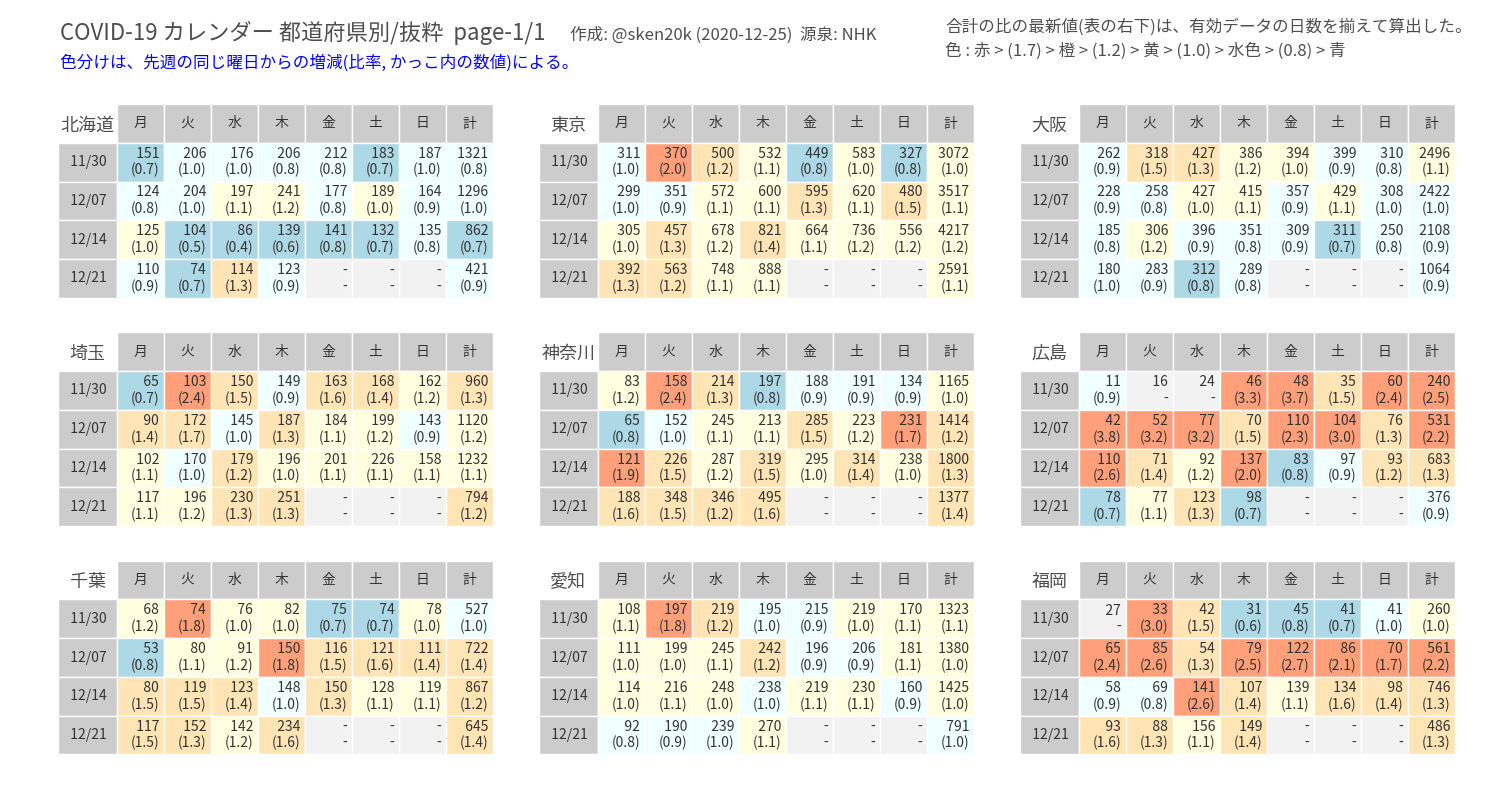 COVID-19 カレンダー 都道府県別/抜粋 page-1/1 作成: @sken20k (2020-12-25) 源泉: NHK
色分けは、先週の同じ曜日からの増減(比率, かっこ内の数値)による。
合計の比の最新値(表の右下)は、有効データの日数を揃えて算出した。
色 : 赤 > (1.7) > 橙 > (1.2) > 黄 > (1.0) > 水色 > (0.8) > 青
北海道 月 火 水 木 金 土 日 計
11/30 151 206 176 206 212 183 187 1321
(0.7) (1.0) (1.0) (0.8) (0.8) (0.7) (1.0) (0.8)
12/07 124 204 197 241 177 189 164 1296
(0.8) (1.0) (1.1) (1.2) (0.8) (1.0) (0.9) (1.0)
12/14 125 104 86 139 141 132 135 862
(1.0) (0.5) (0.4) (0.6) (0.8) (0.7) (0.8) (0.7)
12/21 110 74 114 123 - - - 421
(0.9) (0.7) (1.3) (0.9) - - - (0.9)
東京 月 火 水 木 金 土 日 計
11/30 311 370 500 532 449 583 327 3072
(1.0) (2.0) (1.2) (1.1) (0.8) (1.0) (0.8) (1.0)
12/07 299 351 572 600 595 620 480 3517
(1.0) (0.9) (1.1) (1.1) (1.3) (1.1) (1.5) (1.1)
12/14 305 457 678 821 664 736 556 4217
(1.0) (1.3) (1.2) (1.4) (1.1) (1.2) (1.2) (1.2)
12/21 392 563 748 888 - - - 2591
(1.3) (1.2) (1.1) (1.1) - - - (1.1)
大阪 月 火 水 木 金 土 日 計
11/30 262 318 427 386 394 399 310 2496
(0.9) (1.5) (1.3) (1.2) (1.0) (0.9) (0.8) (1.1)
12/07 228 258 427 415 357 429 308 2422
(0.9) (0.8) (1.0) (1.1) (0.9) (1.1) (1.0) (1.0)
12/14 185 306 396 351 309 311 250 2108
(0.8) (1.2) (0.9) (0.8) (0.9) (0.7) (0.8) (0.9)
12/21 180 283 312 289 - - - 1064
(1.0) (0.9) (0.8) (0.8) - - - (0.9)
埼玉 月 火 水 木 金 土 日 計
11/30 65 103 150 149 163 168 162 960
(0.7) (2.4) (1.5) (0.9) (1.6) (1.4) (1.2) (1.3)
12/07 90 172 145 187 184 199 143 1120
(1.4) (1.7) (1.0) (1.3) (1.1) (1.2) (0.9) (1.2)
12/14 102 170 179 196 201 226 158 1232
(1.1) (1.0) (1.2) (1.0) (1.1) (1.1) (1.1) (1.1)
12/21 117 196 230 251 - - - 794
(1.1) (1.2) (1.3) (1.3) - - - (1.2)
神奈川 月 火 水 木 金 土 日 計
11/30 83 158 214 197 188 191 134 1165
(1.2) (2.4) (1.3) (0.8) (0.9) (0.9) (0.9) (1.0)
12/07 65 152 245 213 285 223 231 1414
(0.8) (1.0) (1.1) (1.1) (1.5) (1.2) (1.7) (1.2)
12/14 121 226 287 319 295 314 238 1800
(1.9) (1.5) (1.2) (1.5) (1.0) (1.4) (1.0) (1.3)
12/21 188 348 346 495 - - - 1377
(1.6) (1.5) (1.2) (1.6) - - - (1.4)
広島 月 火 水 木 金 土 日 計
11/30 11 16 24 46 48 35 60 240
(0.9) - - (3.3) (3.7) (1.5) (2.4) (2.5)
12/07 42 52 77 70 110 104 76 531
(3.8) (3.2) (3.2) (1.5) (2.3) (3.0) (1.3) (2.2)
12/14 110 71 92 137 83 97 93 683
(2.6) (1.4) (1.2) (2.0) (0.8) (0.9) (1.2) (1.3)
12/21 78 77 123 98 - - - 376
(0.7) (1.1) (1.3) (0.7) - - - (0.9)
千葉 月 火 水 木 金 土 日 計
11/30 68 74 76 82 75 74 78 527
(1.2) (1.8) (1.0) (1.0) (0.7) (0.7) (1.0) (1.0)
12/07 53 80 91 150 116 121 111 722
(0.8) (1.1) (1.2) (1.8) (1.5) (1.6) (1.4) (1.4)
12/14 80 119 123 148 150 128 119 867
(1.5) (1.5) (1.4) (1.0) (1.3) (1.1) (1.1) (1.2)
12/21 117 152 142 234 - - - 645
(1.5) (1.3) (1.2) (1.6) - - - (1.4)
愛知 月 火 水 木 金 土 日 計
11/30 108 197 219 195 215 219 170 1323
(1.1) (1.8) (1.2) (1.0) (0.9) (1.0) (1.1) (1.1)
12/07 111 199 245 242 196 206 181 1380
(1.0) (1.0) (1.1) (1.2) (0.9) (0.9) (1.1) (1.0)
12/14 114 216 248 238 219 230 160 1425
(1.0) (1.1) (1.0) (1.0) (1.1) (1.1) (0.9) (1.0)
12/21 92 190 239 270 - - - 791
(0.8) (0.9) (1.0) (1.1) - - - (1.0)
福岡 月 火 水 木 金 土 日 計
11/30 27 33 42 31 45 41 41 260
- (3.0) (1.5) (0.6) (0.8) (0.7) (1.0) (1.0)
12/07 65 85 54 79 122 86 70 561
(2.4) (2.6) (1.3) (2.5) (2.7) (2.1) (1.7) (2.2)
12/14 58 69 141 107 139 134 98 746
(0.9) (0.8) (2.6) (1.4) (1.1) (1.6) (1.4) (1.3)
12/21 93 88 156 149 - - - 486
(1.6) (1.3) (1.1) (1.4) - - - (1.3)